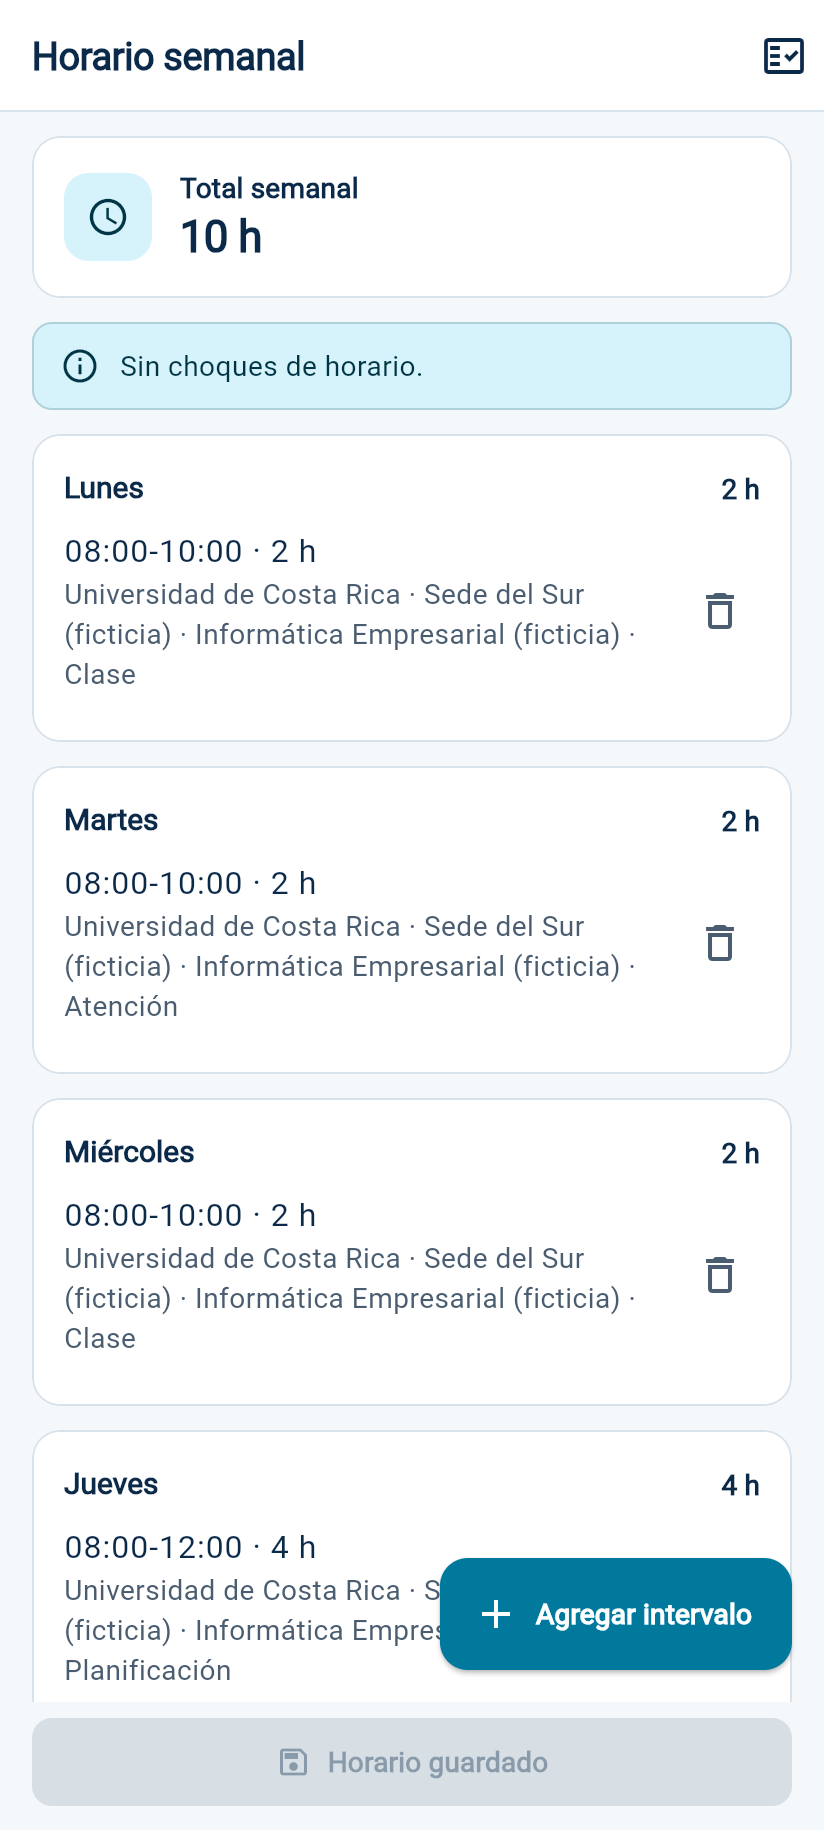 Horario semanal
Total semanal
10 h
Sin choques de horario.
Lunes
2 h
08:00-10:00 · 2 h
Universidad de Costa Rica · Sede del Sur
(ficticia) · Informática Empresarial (ficticia) ·
Clase
Martes
2 h
08:00-10:00 · 2 h
Universidad de Costa Rica · Sede del Sur
(ficticia) · Informática Empresarial (ficticia) ·
Atención
Miércoles
2 h
08:00-10:00 · 2 h
Universidad de Costa Rica · Sede del Sur
(ficticia) · Informática Empresarial (ficticia) ·
Clase
Jueves
4 h
08:00-12:00 · 4 h
Universidad de Costa Rica ·
(ficticia) · Informática
Planificación
Agregar intervalo
Horario guardado